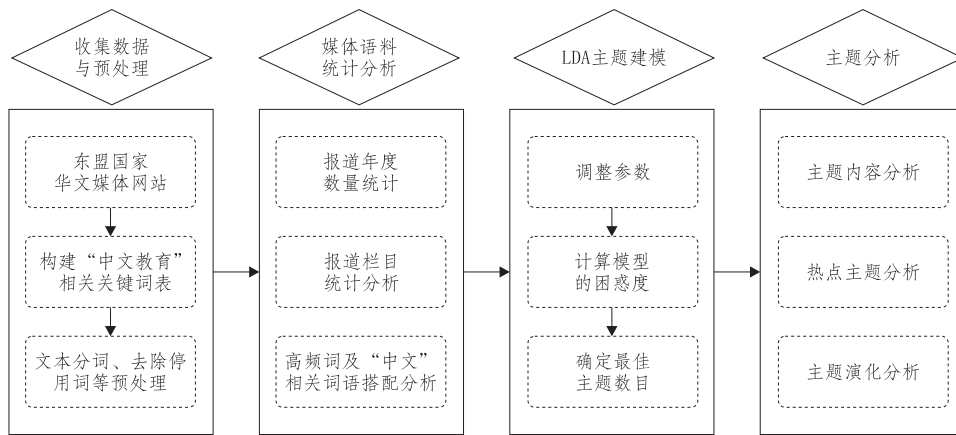 收集数据
与预处理
媒体语料
统计分析
LDA主题建模
主题分析
东盟国家
华文媒体网站
构建“中文教育”
相关关键词表
文本分词、去除停
用词等预处理
报道年度
数量统计
报道栏目
统计分析
高频词及“中文”
相关词语搭配分析
调整参数
计算模型
的困惑度
确定最佳
主题数目
主题内容分析
热点主题分析
主题演化分析